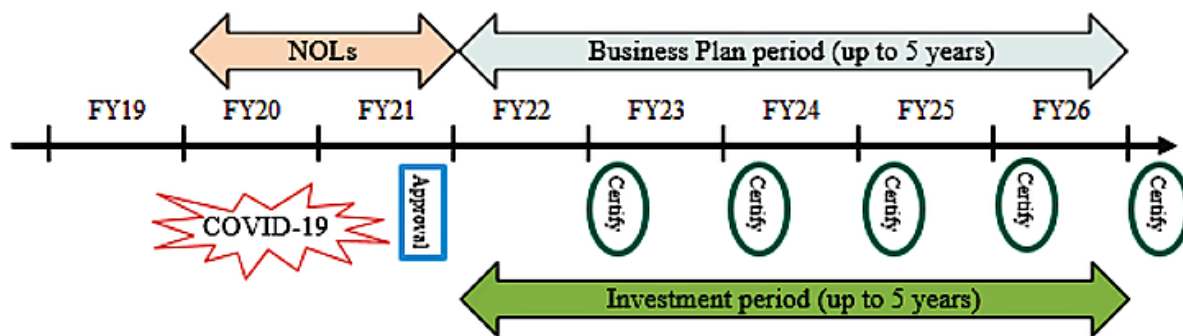 NOLs
Business Plan period (up to 5 years)
FY19
FY20
FY21
FY22
FY23
FY24
FY25
FY26
COVID-19
Approval
Certify
Certify
Certify
Certify
Certify
Investment period (up to 5 years)